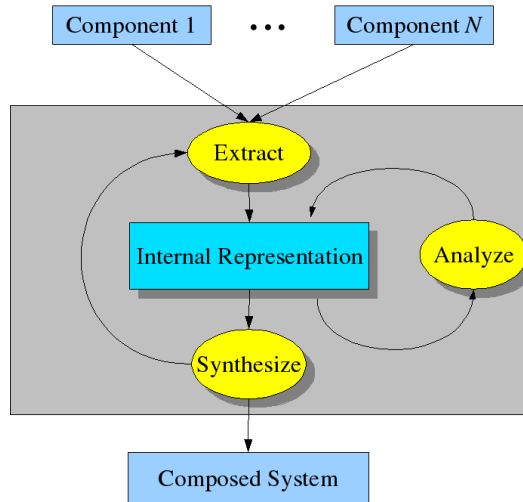 Component 1
•••
Component N
Extract
Internal Representation
Analyze
Synthesize
Composed System